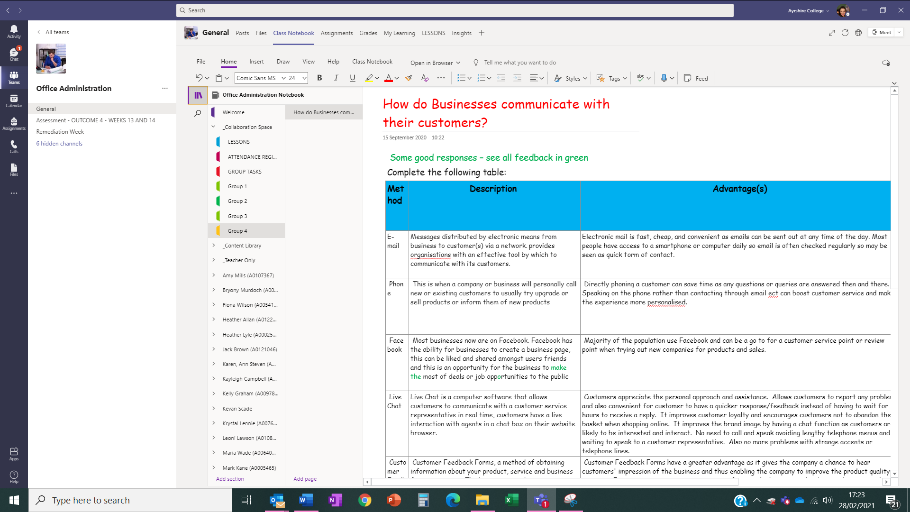 Search
Ayrshire College
Activity
Chat
Teams
Calendar
Assignments
Calls
Files
Apps
Help
All teams
Office Administration
General
Assessment - OUTCOME 4 - WEEKS 13 AND 14
Remediation Week
6 hidden channels
General Posts Files Class Notebook Assignments Grades My Learning LESSONS Insights
Meet
File Home Insert Draw View Help Class Notebook Open in Browser Tell me what you want to do
Comic Sans MS B I U A Styles Tags Feed
Office Administration Notebook
Welcome
_Collaboration Space
LESSONS
ATTENDANCE REGI...
GROUP TASKS
Group 1
Group 2
Group 3
Group 4
_Content Library
_Teacher Only
Amy Mills (A0107367)
Bryony Murdoch (A0...
Fiona Wilson (A0343...
Heather Allan (A0122...
Heather Lyle (A0244...
Jack Brown (A0121046)
Karen, Ann Steven (A...
Kayleigh Campbell (A...
Kelly Graham (A0978...
Kevani Scade
Krystal Lennie (A006...
Leoni Lawson (A0109...
Maria Wade (A00630...
Mark Kane (A0005465)
Add section Add page
How do Businesses com...
How do Businesses communicate with
their customers?
15 September 2020 10:22
Some good responses - see all feedback in green
Complete the following table:
Met
hod
Description
Advantage(s)
E-
mail
Messages distributed by electronic means from
business to customer(s) via a network. provides
organisations with an effective tool by which to
communicate with its customers.
Electronic mail is fast, cheap, and convenient as emails can be sent out at any time of the day. Most
people have access to a smartphone or computer daily so email is often checked regularly so may be
seen as quick form of contact.
Phon
e
This is when a company or business will personally call
new or existing customers to usually try upgrade or
sell products or inform them of new products
Directly phoning a customer can save time as any questions or queries are answered then and there.
Speaking on the phone rather than contacting through email ect can boost customer service and mak
the experience more personalised.
Face
book
Most businesses now are on Facebook. Facebook has
the ability for businesses to create a business page,
this can be liked and shared amongst users friends
and this is an opportunity for the business to make
the most of deals or job opportunities to the public
Majority of the population use Facebook and can be a go to for a customer service point or review
point when trying out new companies for products and sales.
Live
Chat
Live Chat is a computer software that allows
customers to communicate with a customer service
representative in real time, customers have a live
interaction with agents in a chat box on their website
browser.
Customers appreciate the personal approach and assistance. Allows customers to report any proble
and also convenient for customer to have a quicker response/feedback instead of having to wait for
hours to receive a reply. It improves customer loyalty and encourages customers not to abandon the
basket when shopping online. It improves the brand image by having a chat function as customers or
likely to be interested and interact. No need to call and speak avoiding lengthy telephone menus and
waiting to speak to a customer representative. Also no more problems with strange accents or
telephone lines.
Custo
mer
Customer Feedback Forms, a method of obtaining
information about your product, service and business
Customer Feedback Forms have a greater advantage as it gives the company a chance to hear
customers' impression of the business and thus enabling the company to improve the product quality,
Type here to search
17:23
28/02/2021
21